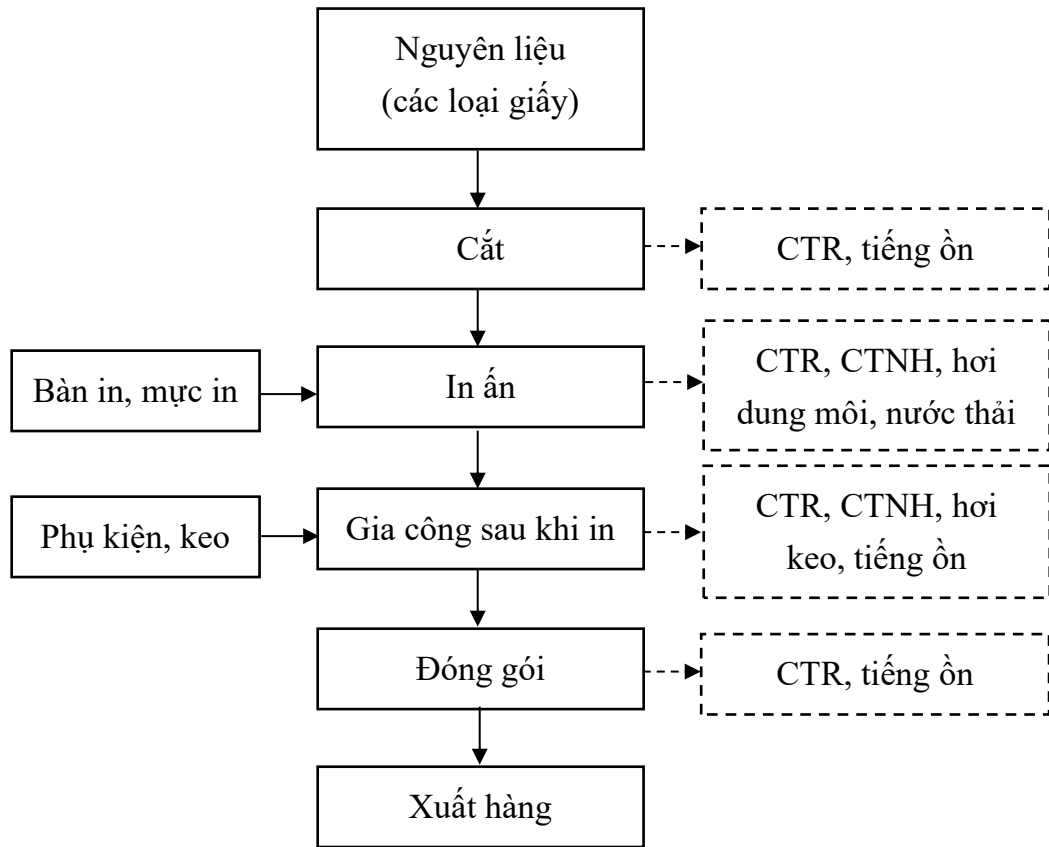 Nguyên liệu
(các loại giấy)
Cắt
CTR, tiếng ồn
Bàn in, mực in
In ấn
CTR, CTNH, hơi
dung môi, nước thải
Phụ kiện, keo
Gia công sau khi in
CTR, CTNH, hơi
keo, tiếng ồn
Đóng gói
CTR, tiếng ồn
Xuất hàng